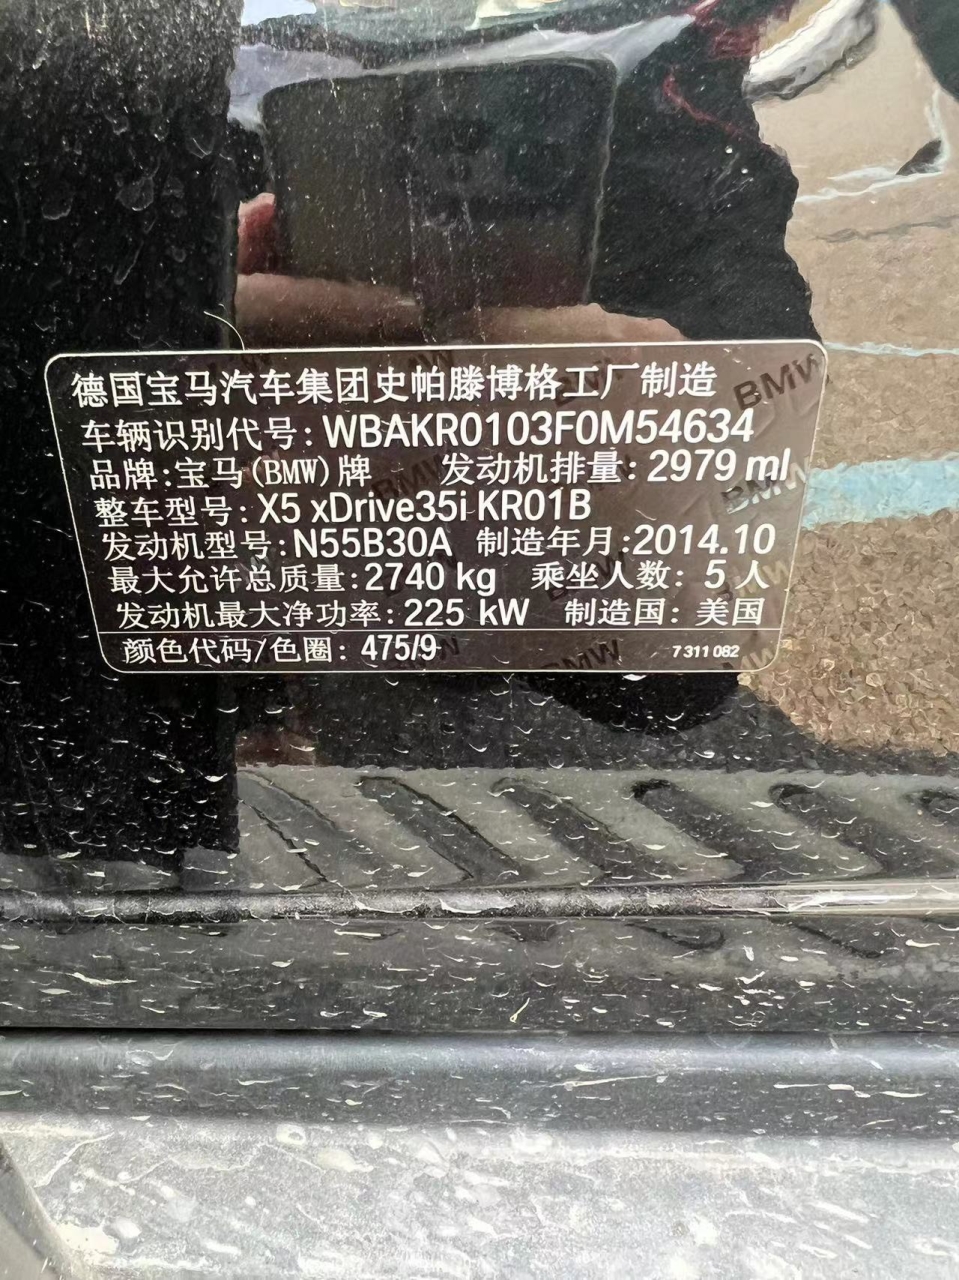 德国宝马汽车集团史帕滕博格工厂制造
车辆识别代号: WBAKR0103F0M54634
品牌:宝马(BMW)牌 发动机排量: 2979 ml
整车型号: X5 xDrive35i KR01B
发动机型号:N55B30A 制造年月:2014.10
最大允许总质量:2740 kg 乘坐人数: 5 人
发动机最大净功率: 225 kW 制造国: 美国
颜色代码/色圈: 475/9 7 311 082